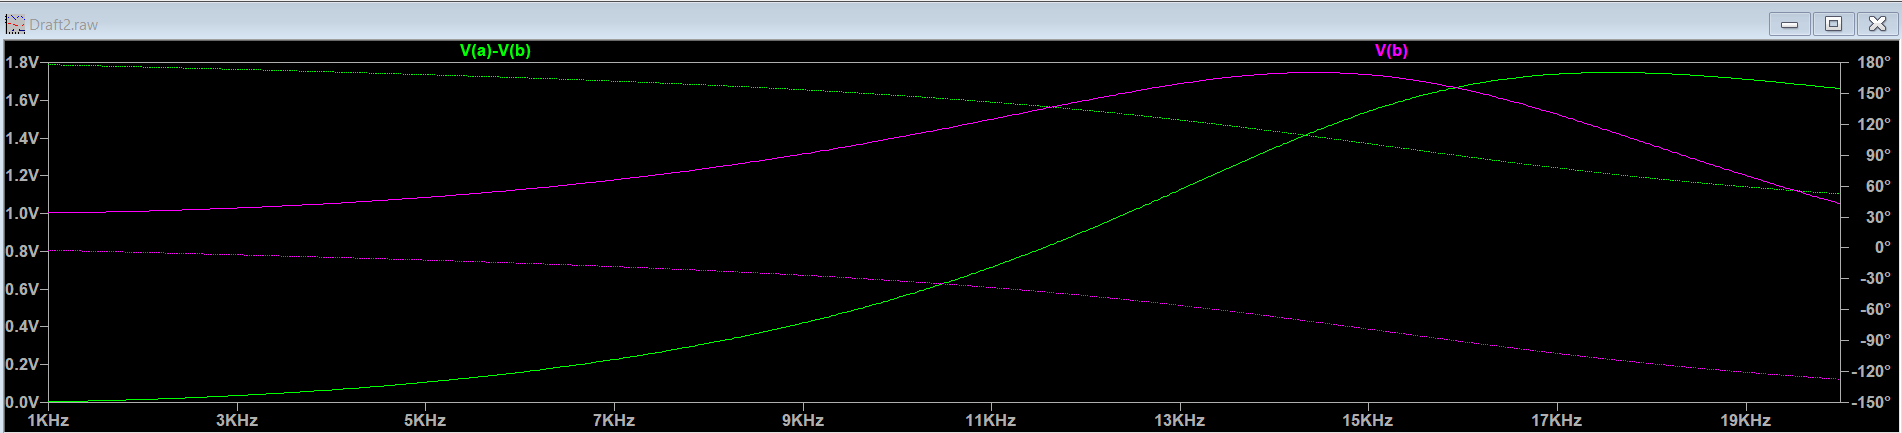 Draft2.raw
V(a)-V(b) V(b)
1.8V 180°
1.6V 150°
1.4V 120°
1.2V 90°
1.0V 60°
0.8V 30°
0.6V 0°
0.4V -30°
0.2V -60°
0.0V -90°
-120°
-150°
1KHz 3KHz 5KHz 7KHz 9KHz 11KHz 13KHz 15KHz 17KHz 19KHz